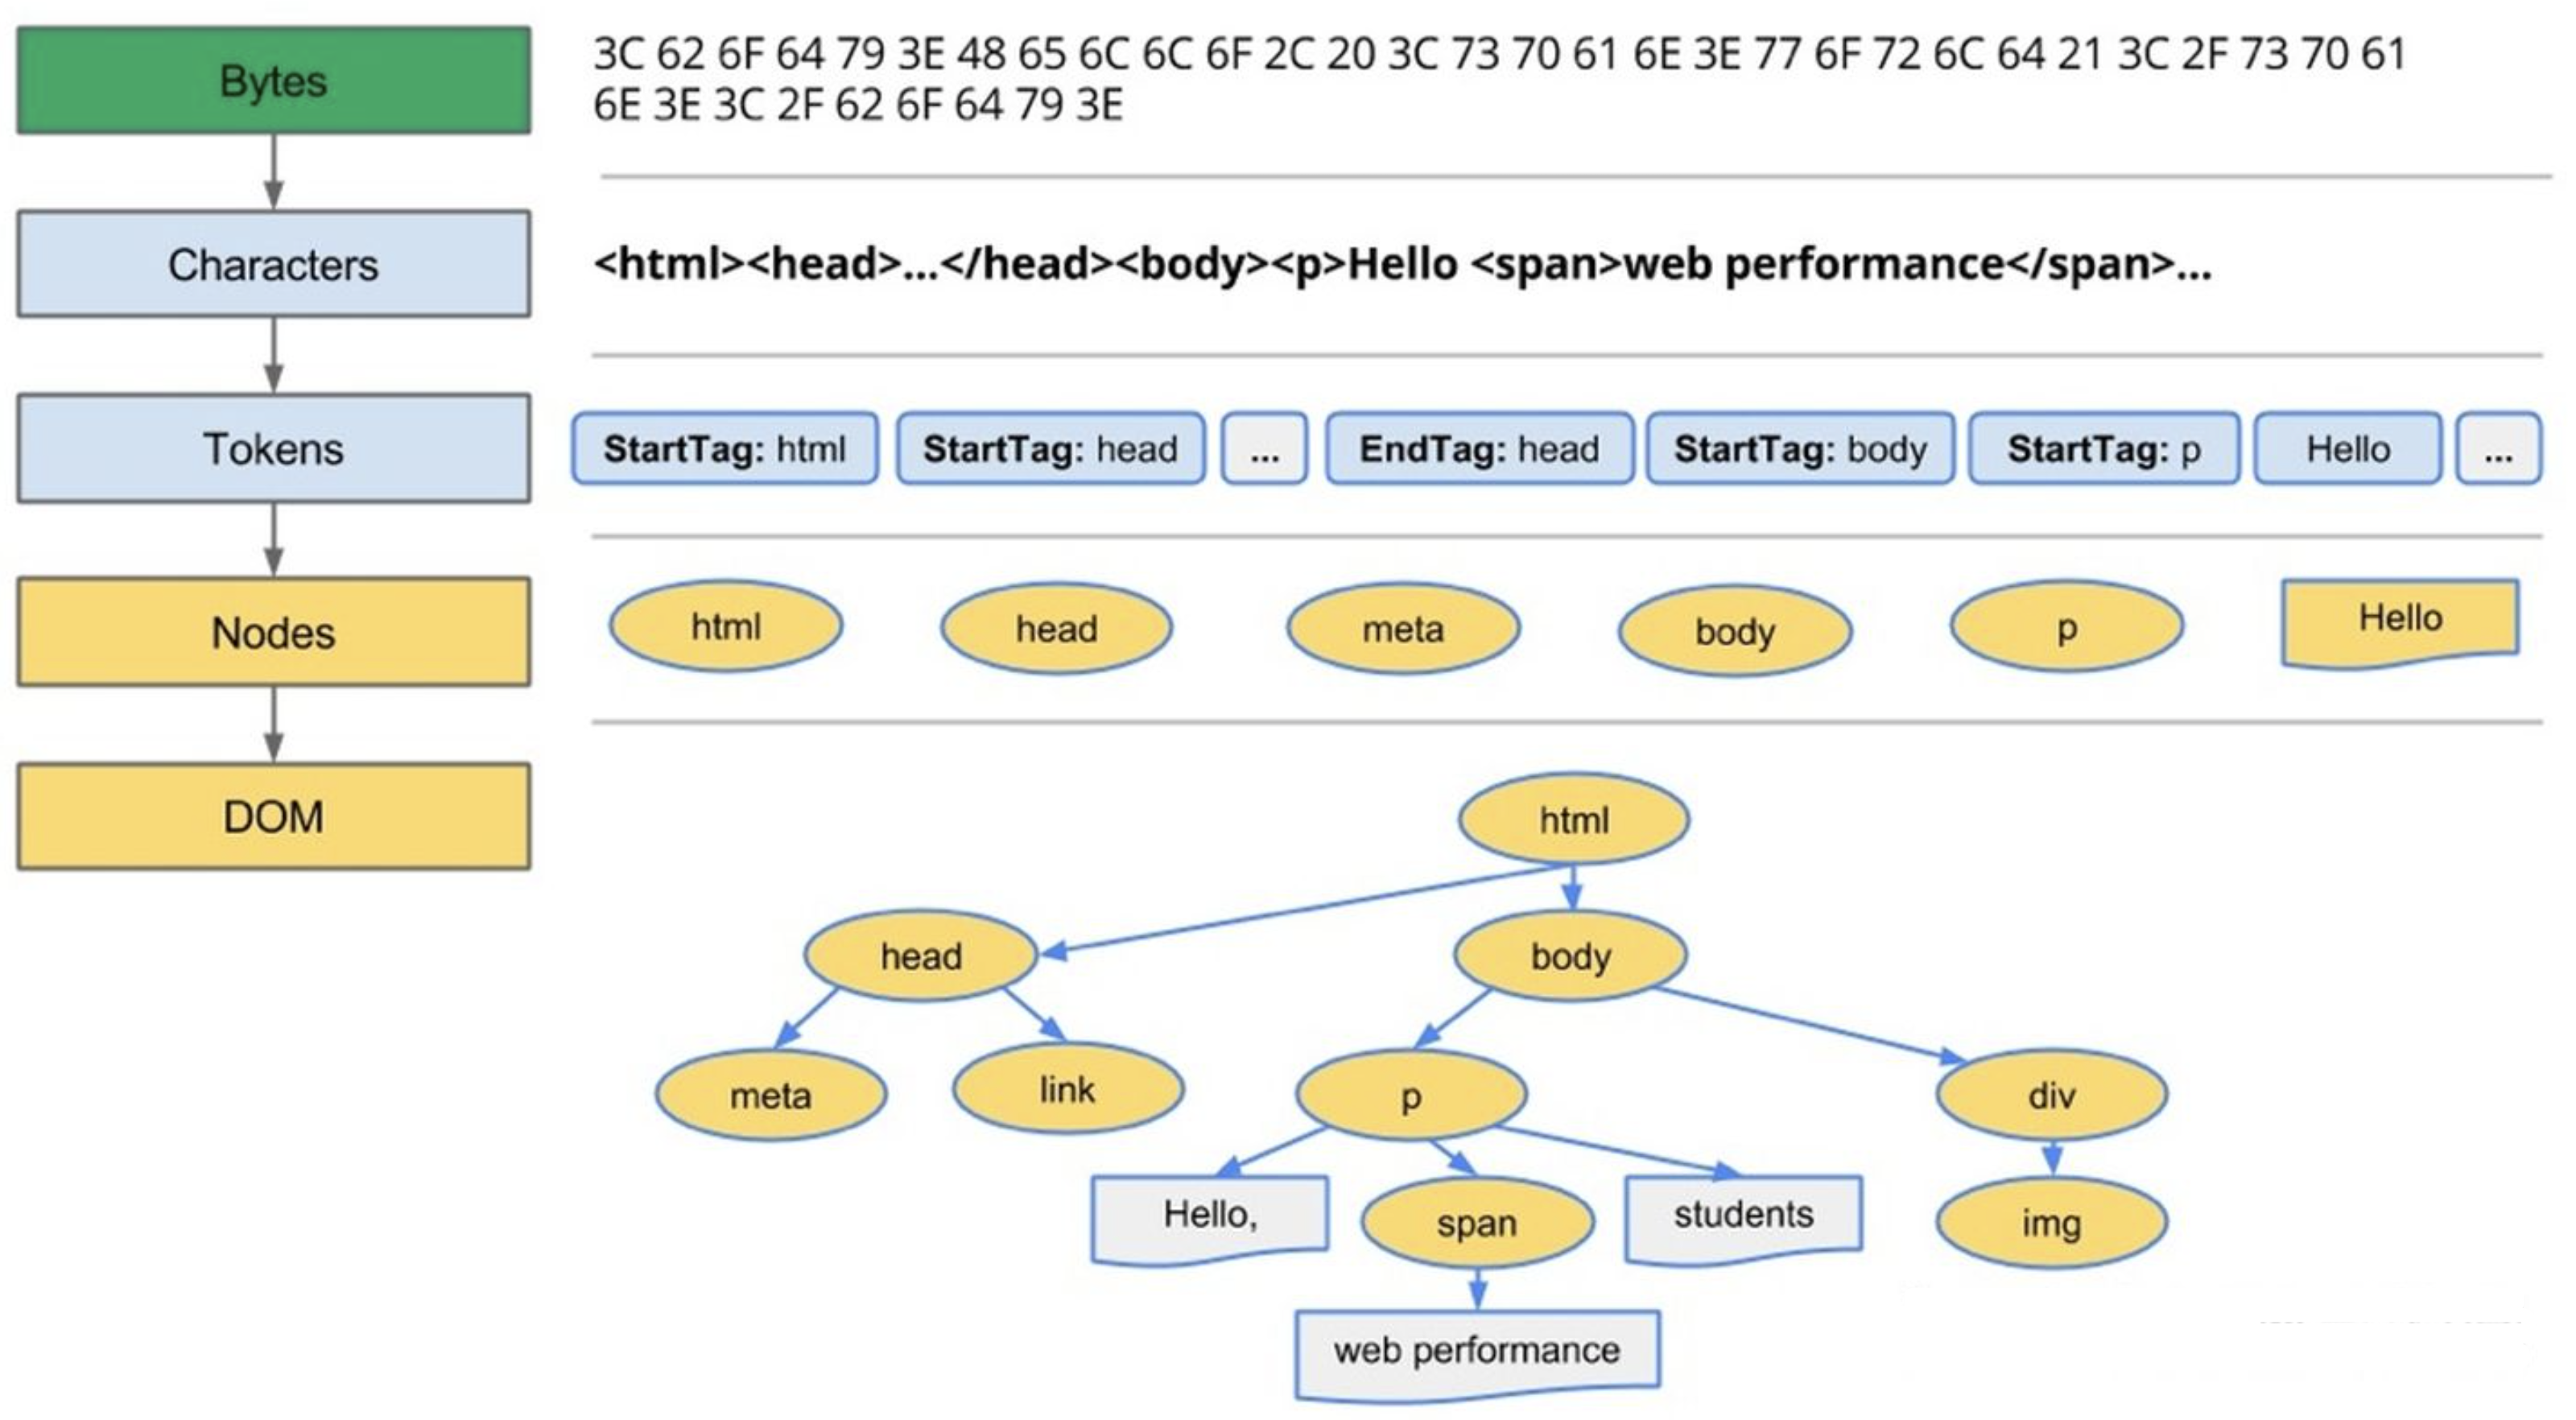 Bytes
3C 62 6F 64 79 3E 48 65 6C 6C 6F 2C 20 3C 73 70 61 6E 3E 77 6F 72 6C 64 21 3C 2F 73 70 61
6E 3E 3C 2F 62 6F 64 79 3E
Characters
<html><head>...</head><body><p>Hello <span>web performance</span>...
Tokens
StartTag: html
StartTag: head
...
EndTag: head
StartTag: body
StartTag: p
Hello
...
Nodes
html
head
meta
body
p
Hello
DOM
html
head
body
meta
link
p
div
Hello,
span
students
img
web performance